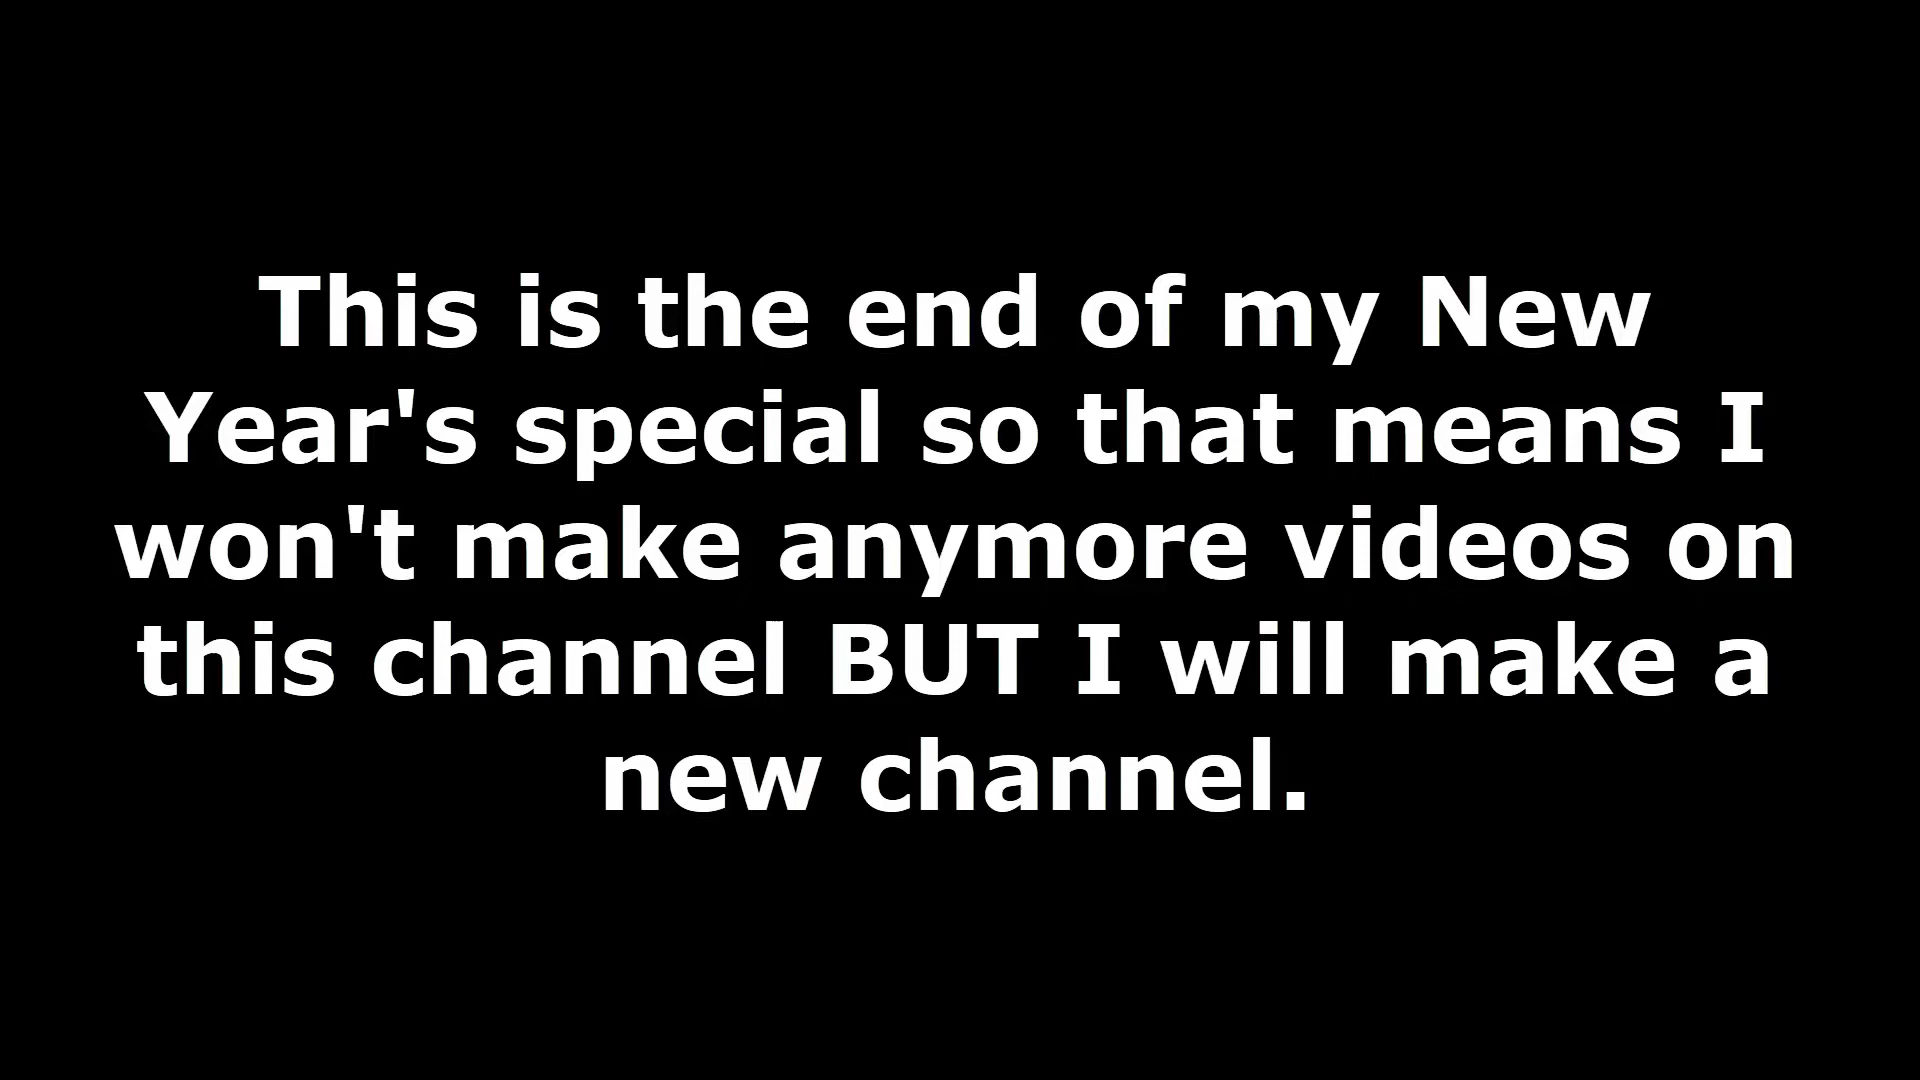 This is the end of my New
Year's special so that means I
won't make anymore videos on
this channel BUT I will make a
new channel.